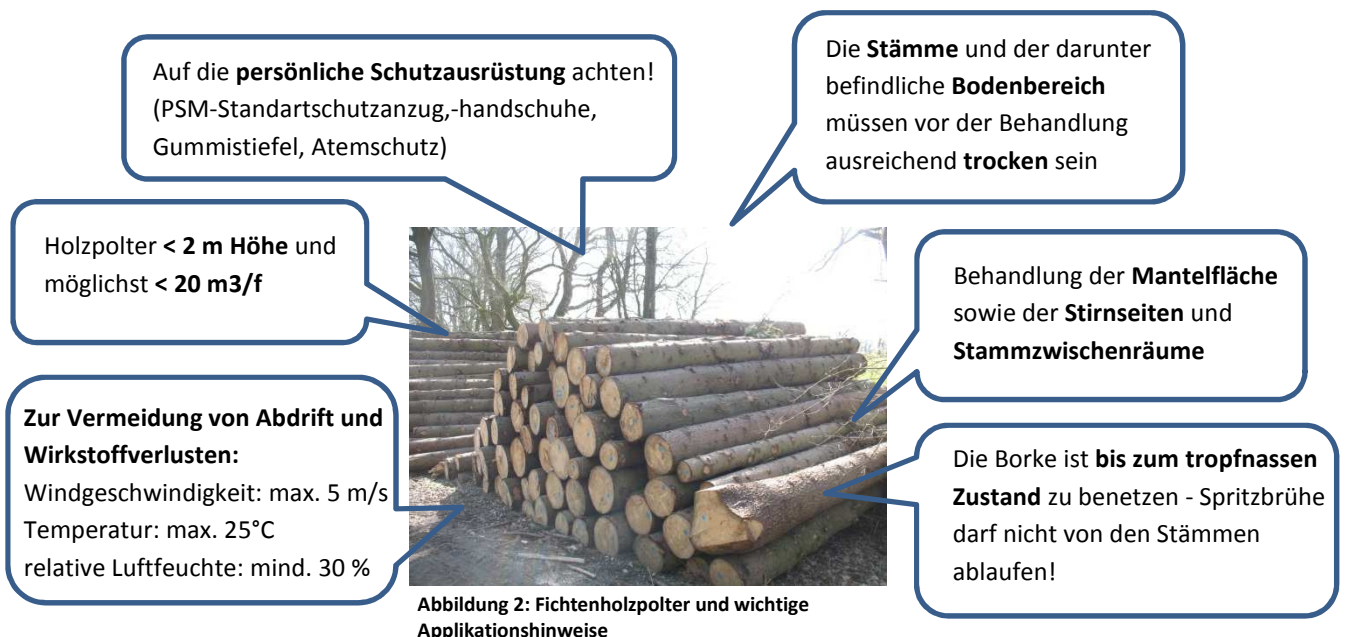 Auf die persönliche Schutzausrüstung achten!
(PSM-Standartschutzanzug,-handschuhe,
Gummistiefel, Atemschutz)
Die Stämme und der darunter
befindliche Bodenbereich
müssen vor der Behandlung
ausreichend trocken sein
Holzpolter < 2 m Höhe und
möglichst < 20 m3/f
Behandlung der Mantelfläche
sowie der Stirnseiten und
Stammzwischenräume
Zur Vermeidung von Abdrift und
Wirkstoffverlusten:
Windgeschwindigkeit: max. 5 m/s
Temperatur: max. 25°C
relative Luftfeuchte: mind. 30 %
Die Borke ist bis zum tropfnassen
Zustand zu benetzen - Spritzbrühe
darf nicht von den Stämmen
ablaufen!
Abbildung 2: Fichtenholzpolter und wichtige
Applikationshinweise